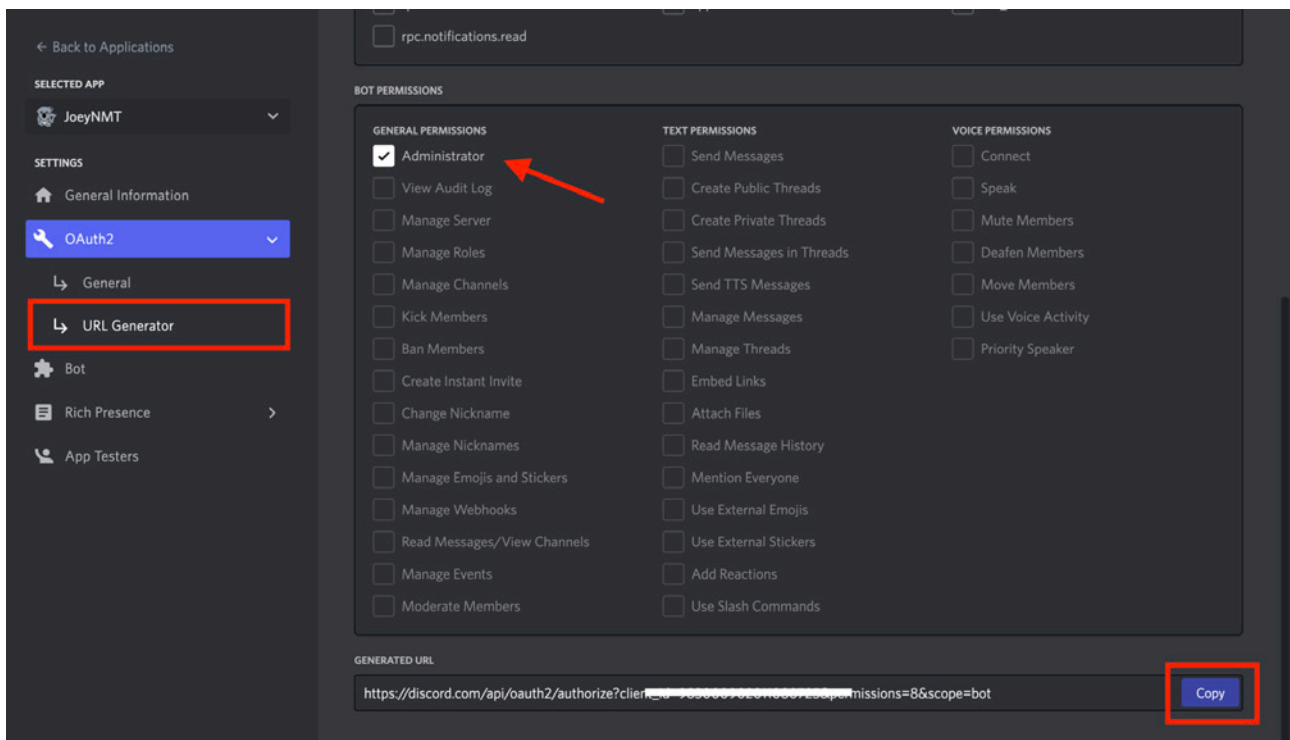 ← Back to Applications
SELECTED APP
JoeyNMT
SETTINGS
General Information
OAuth2
General
URL Generator
Bot
Rich Presence
App Testers
rpc.notifications.read
BOT PERMISSIONS
GENERAL PERMISSIONS
Administrator
View Audit Log
Manage Server
Manage Roles
Manage Channels
Kick Members
Ban Members
Create Instant Invite
Change Nickname
Manage Nicknames
Manage Emojis and Stickers
Manage Webhooks
Read Messages/View Channels
Manage Events
Moderate Members
TEXT PERMISSIONS
Send Messages
Create Public Threads
Create Private Threads
Send Messages in Threads
Send TTS Messages
Manage Messages
Manage Threads
Embed Links
Attach Files
Read Message History
Mention Everyone
Use External Emojis
Use External Stickers
Add Reactions
Use Slash Commands
VOICE PERMISSIONS
Connect
Speak
Mute Members
Deafen Members
Move Members
Use Voice Activity
Priority Speaker
GENERATED URL
https://discord.com/api/oauth2/authorize?clien missions=8&scope=bot
Copy